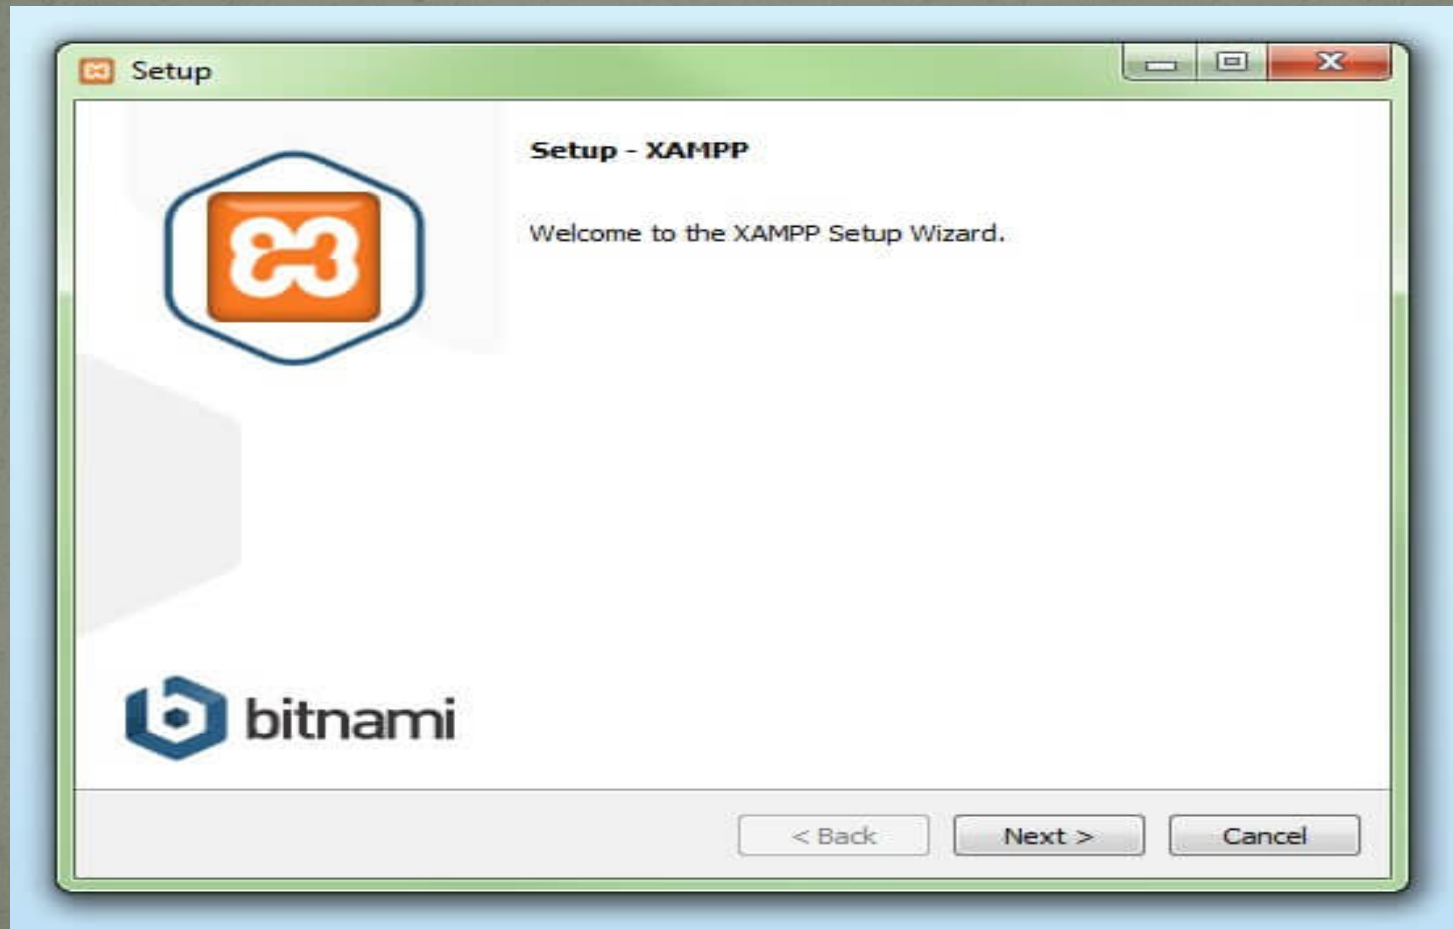 Setup
Setup - XAMPP
Welcome to the XAMPP Setup Wizard.
bitnami
< Back Next > Cancel